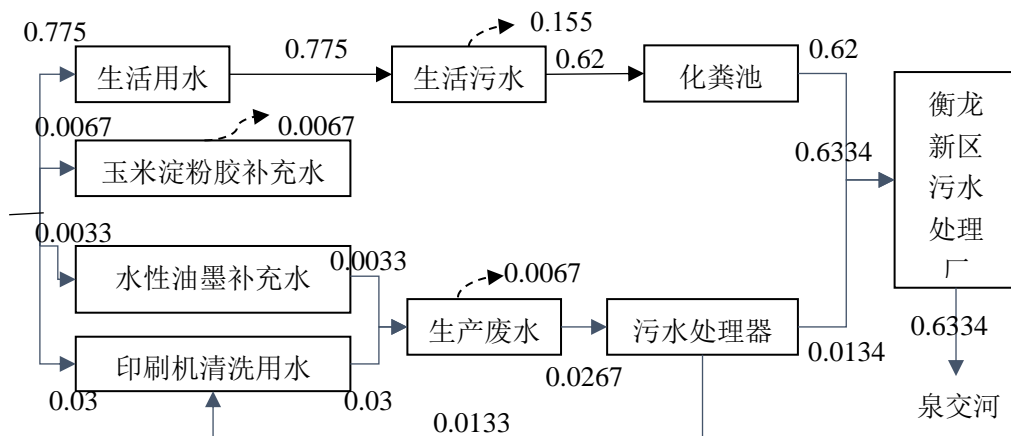 0.775
生活用水
0.775
生活污水
0.155
0.62
化粪池
0.62
0.0067
0.0067
玉米淀粉胶补充水
0.6334
衡龙
新区
污水
处理
厂
0.0033
水性油墨补充水
0.0033
0.0067
生产废水
污水处理器
0.6334
印刷机清洗用水
0.0267
0.0134
0.03
0.03
0.0133
泉交河